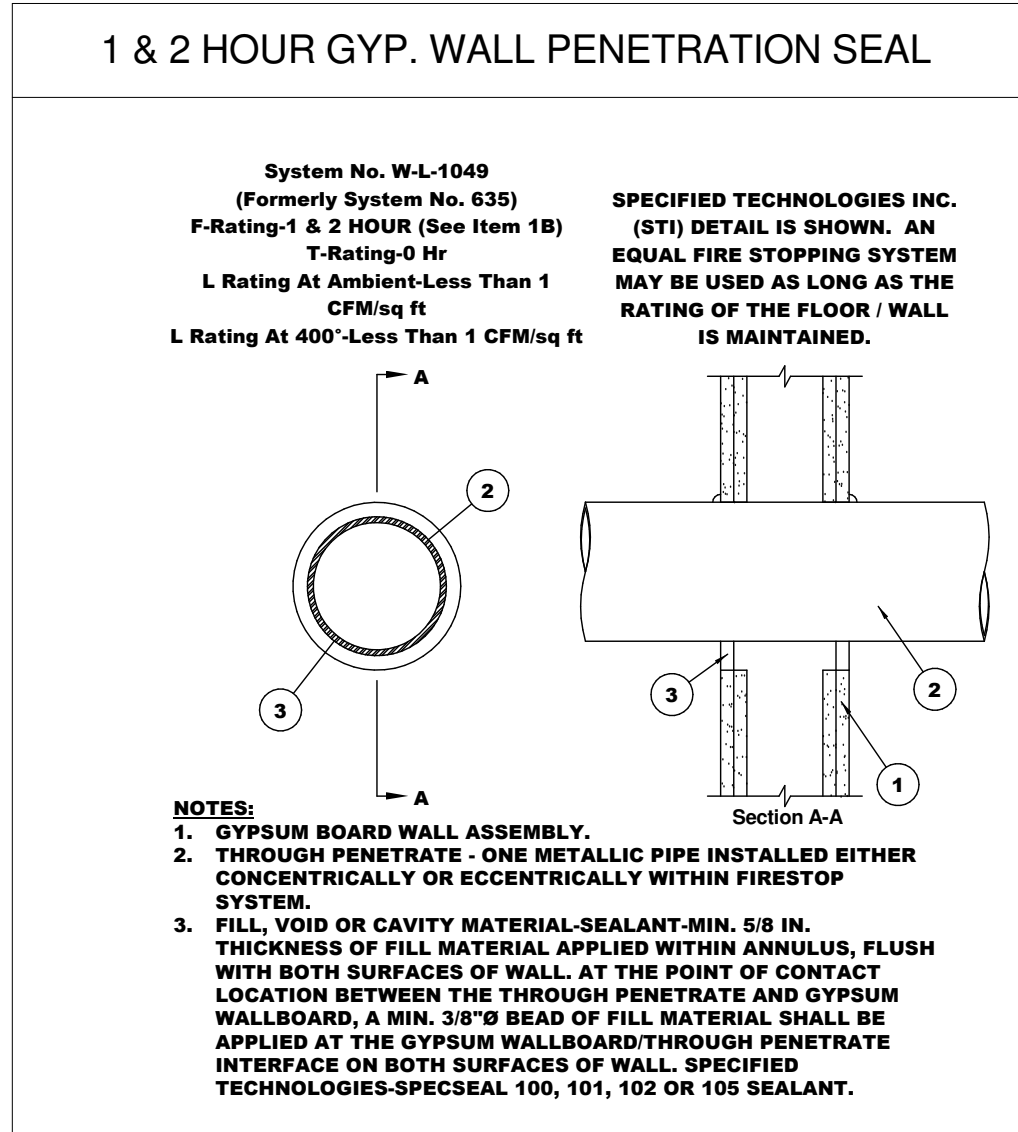 1 & 2 HOUR GYP. WALL PENETRATION SEAL
System No. W-L-1049
(Formerly System No. 635)
F-Rating-1 & 2 HOUR (See Item 1B)
T-Rating-0 Hr
L Rating At Ambient-Less Than 1
CFM/sq ft
L Rating At 400°-Less Than 1 CFM/sq ft
SPECIFIED TECHNOLOGIES INC.
(STI) DETAIL IS SHOWN. AN
EQUAL FIRE STOPPING SYSTEM
MAY BE USED AS LONG AS THE
RATING OF THE FLOOR / WALL
IS MAINTAINED.
A
2
3
A
3
2
1
Section A-A
NOTES:
1. GYPSUM BOARD WALL ASSEMBLY.
2. THROUGH PENETRATE - ONE METALLIC PIPE INSTALLED EITHER
CONCENTRICALLY OR ECCENTRICALLY WITHIN FIRESTOP
SYSTEM.
3. FILL, VOID OR CAVITY MATERIAL-SEALANT-MIN. 5/8 IN.
THICKNESS OF FILL MATERIAL APPLIED WITHIN ANNULUS, FLUSH
WITH BOTH SURFACES OF WALL. AT THE POINT OF CONTACT
LOCATION BETWEEN THE THROUGH PENETRATE AND GYPSUM
WALLBOARD, A MIN. 3/8"Ø BEAD OF FILL MATERIAL SHALL BE
APPLIED AT THE GYPSUM WALLBOARD/THROUGH PENETRATE
INTERFACE ON BOTH SURFACES OF WALL. SPECIFIED
TECHNOLOGIES-SPECSEAL 100, 101, 102 OR 105 SEALANT.